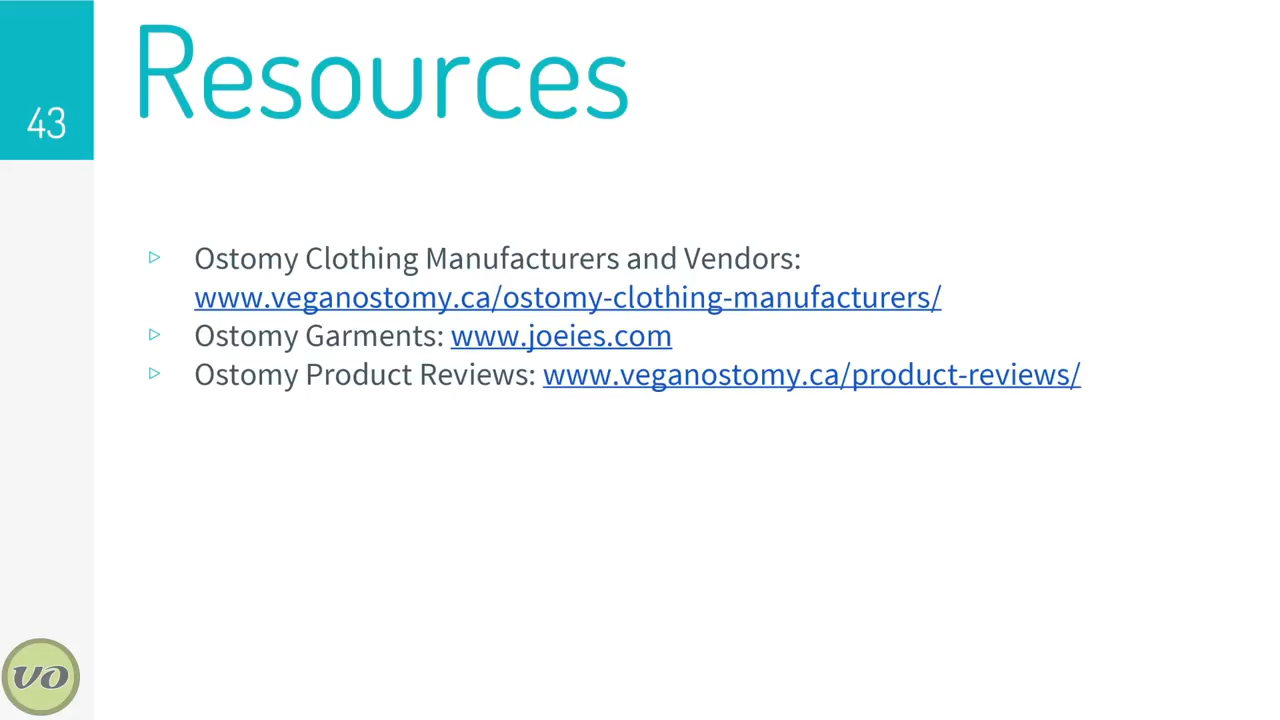 Resources
43
Ostomy Clothing Manufacturers and Vendors:
www.veganostomy.ca/ostomy-clothing-manufacturers/
Ostomy Garments: www.joeies.com
Ostomy Product Reviews: www.veganostomy.ca/product-reviews/
VO